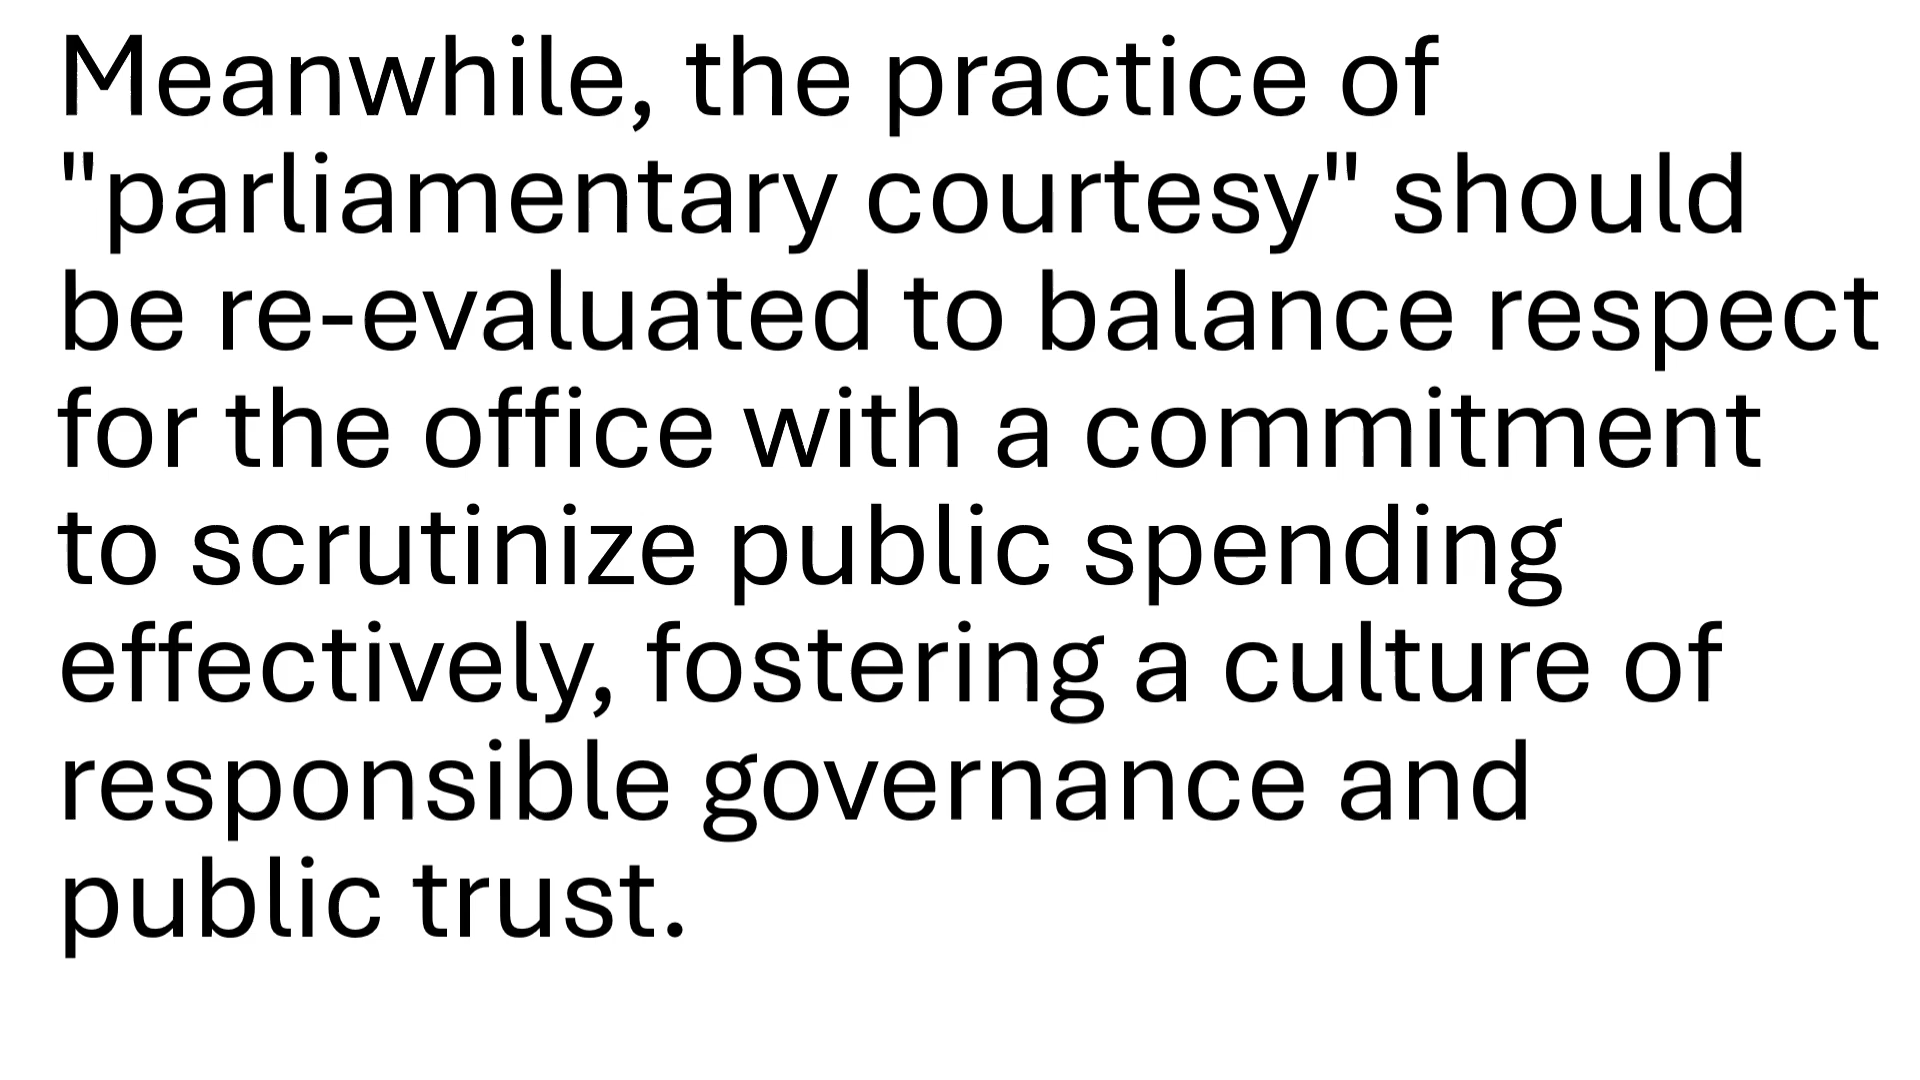 Meanwhile, the practice of
"parliamentary courtesy" should
be re-evaluated to balance respect
for the office with a commitment
to scrutinize public spending
effectively, fostering a culture of
responsible governance and
public trust.